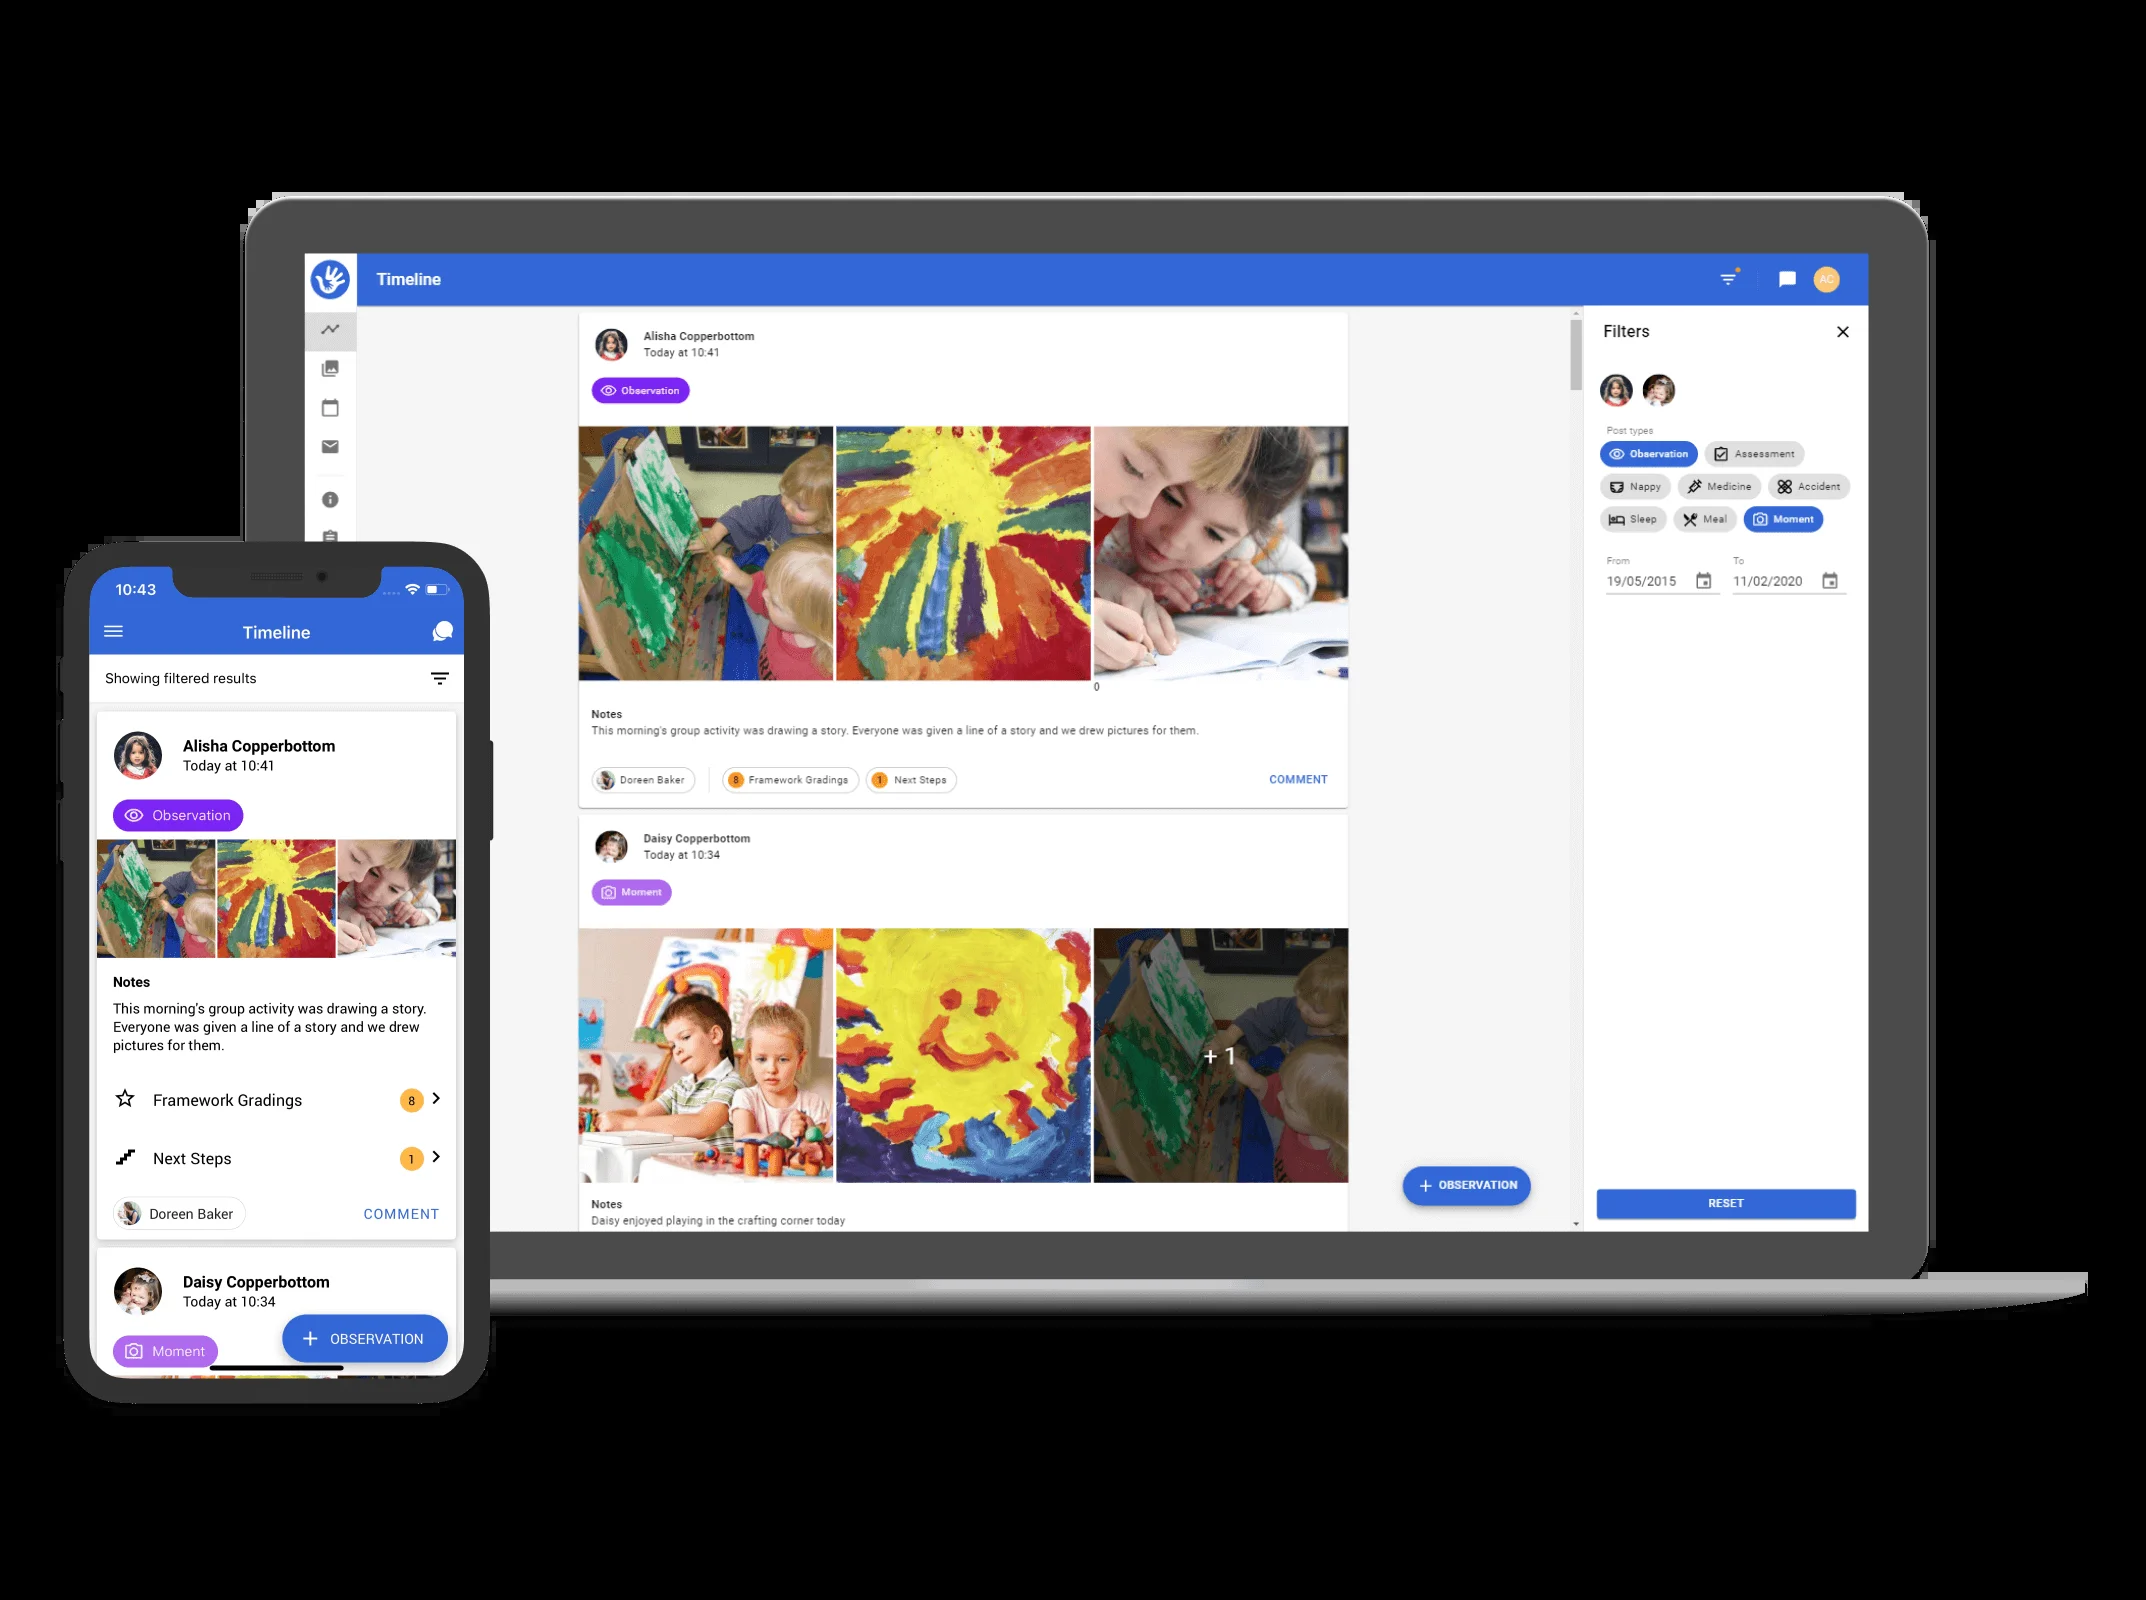 Timeline
AC
Alisha Copperbottom
Today at 10:41
Observation
0
Notes
This morning's group activity was drawing a story. Everyone was given a line of a story and we drew pictures for them.
Doreen Baker
8 Framework Gradings
1 Next Steps
COMMENT
Daisy Copperbottom
Today at 10:34
Moment
+ 1
Notes
Daisy enjoyed playing in the crafting corner today
+ OBSERVATION
Filters
Post types
Observation
Assessment
Nappy
Medicine
Accident
Sleep
Meal
Moment
From
To
19/05/2015
11/02/2020
RESET
10:43
Timeline
Showing filtered results
Alisha Copperbottom
Today at 10:41
Observation
Notes
This morning's group activity was drawing a story.
Everyone was given a line of a story and we drew
pictures for them.
Framework Gradings 8
Next Steps 1
Doreen Baker
COMMENT
Daisy Copperbottom
Today at 10:34
Moment
+ OBSERVATION